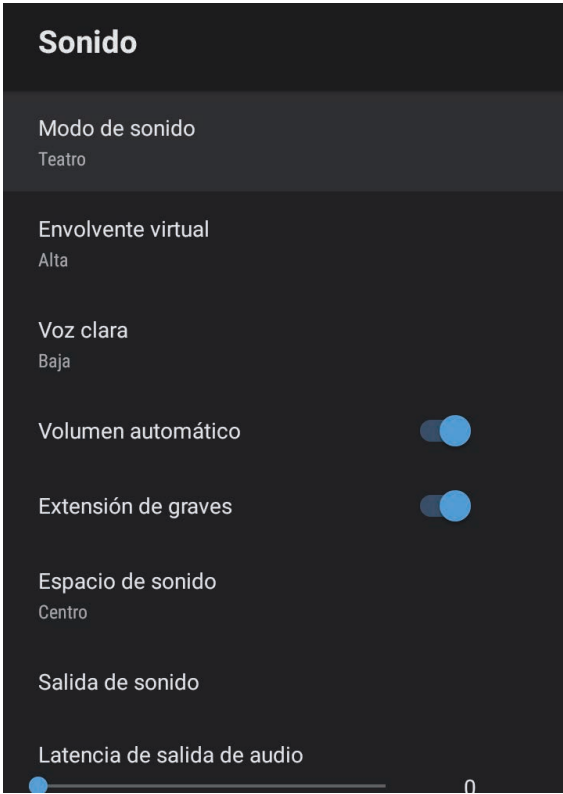 Sonido
Modo de sonido
Teatro
Envolvente virtual
Alta
Voz clara
Baja
Volumen automático
Extensión de graves
Espacio de sonido
Centro
Salida de sonido
Latencia de salida de audio
0